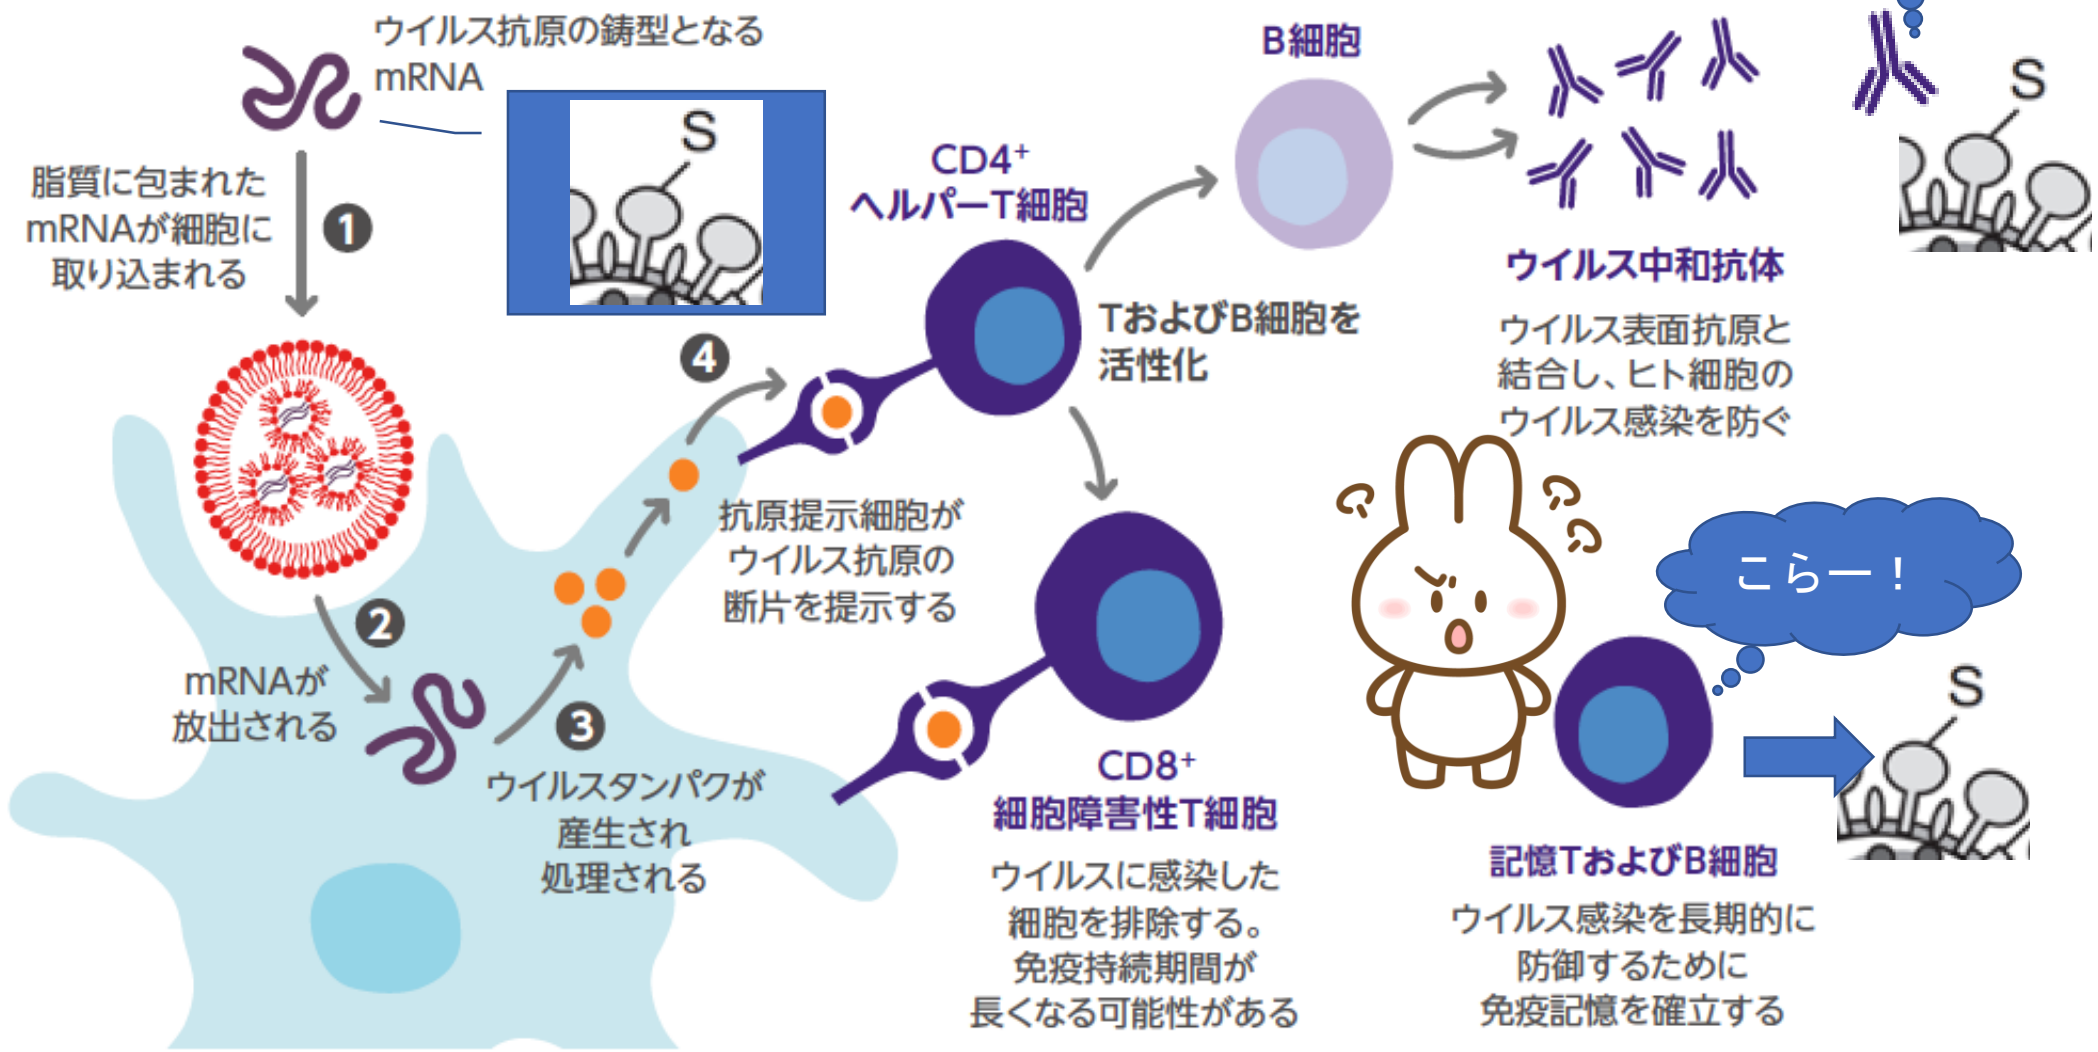 ウイルス抗原の鋳型となる
mRNA
脂質に包まれた
mRNAが細胞に
取り込まれる
1
S
2
mRNAが
放出される
3
ウイルスタンパクが
産生され
処理される
4
抗原提示細胞が
ウイルス抗原の
断片を提示する
CD4+
ヘルパーT細胞
TおよびB細胞を
活性化
B細胞
ウイルス中和抗体
ウイルス表面抗原と
結合し、ヒト細胞の
ウイルス感染を防ぐ
S
CD8+
細胞障害性T細胞
ウイルスに感染した
細胞を排除する。
免疫持続期間が
長くなる可能性がある
こらー！
S
記憶TおよびB細胞
ウイルス感染を長期的に
防御するために
免疫記憶を確立する